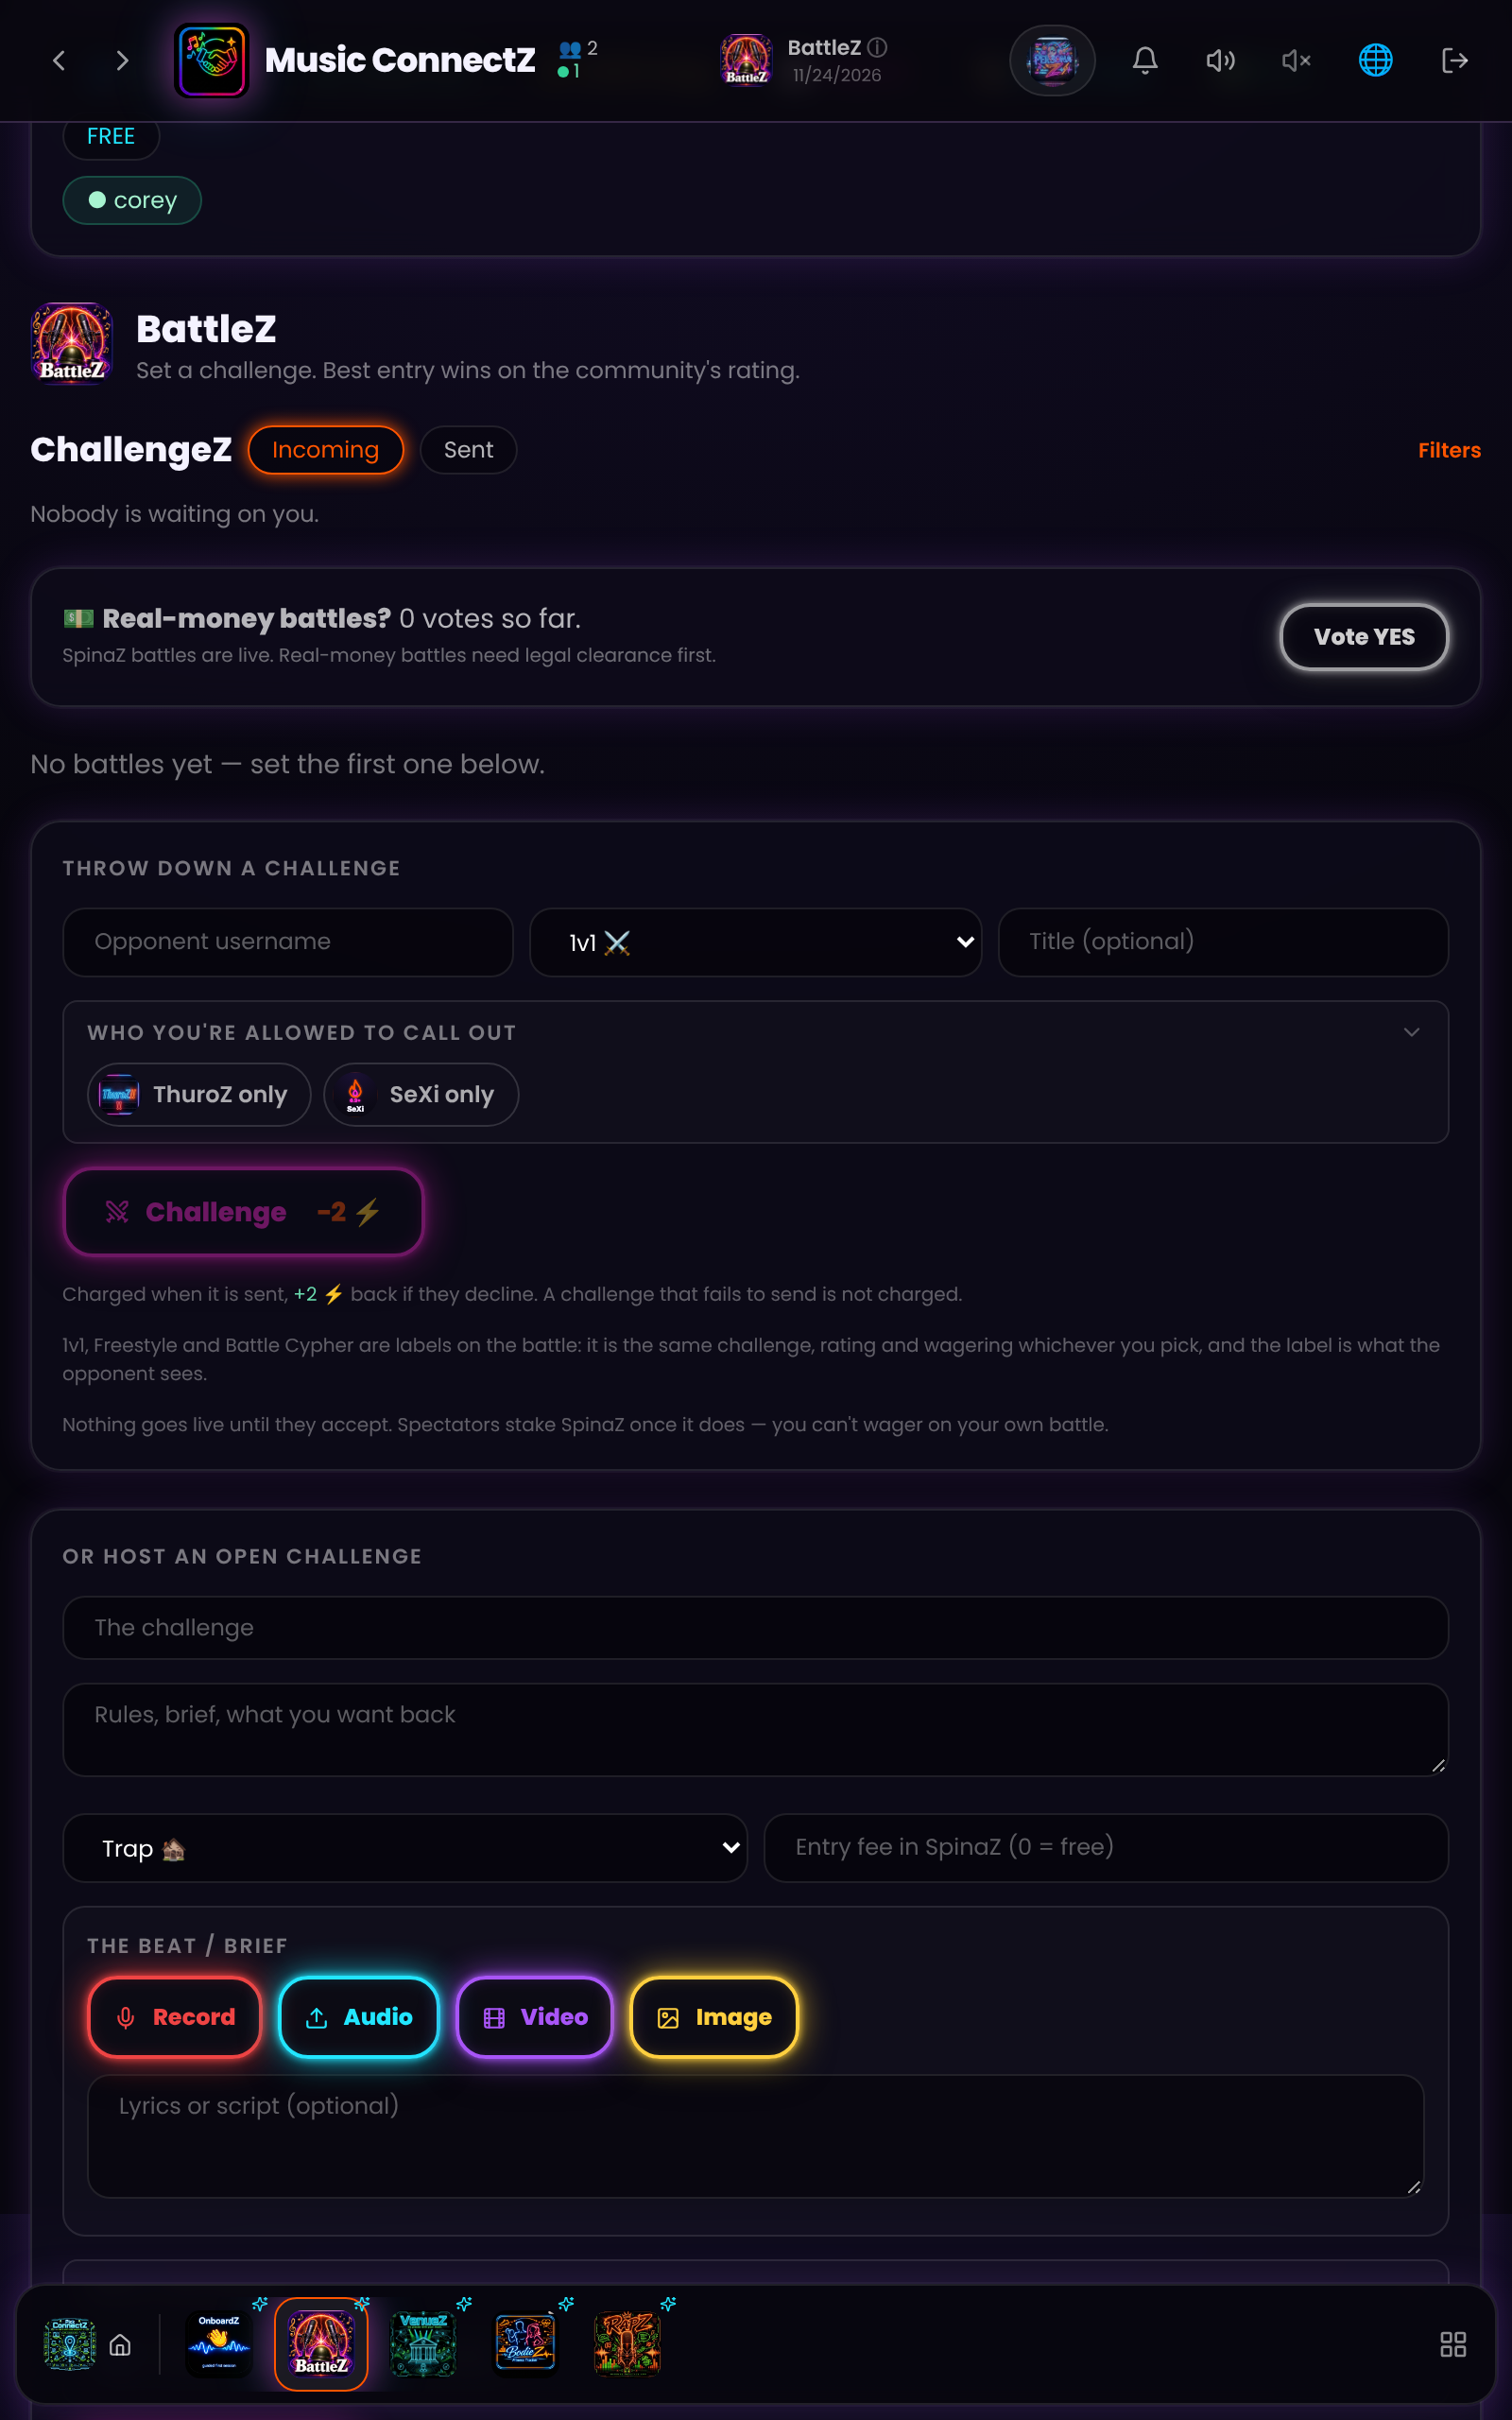 Music ConnectZ
👥 2
1
BattleZ ⓘ
11/24/2026
FREE
corey
BattleZ
BattleZ
Set a challenge. Best entry wins on the community's rating.
ChallengeZ
Incoming
Sent
Filters
Nobody is waiting on you.
💵 Real-money battles? 0 votes so far.
SpinaZ battles are live. Real-money battles need legal clearance first.
Vote YES
No battles yet — set the first one below.
THROW DOWN A CHALLENGE
Opponent username
1v1 ⚔️
Title (optional)
WHO YOU'RE ALLOWED TO CALL OUT
ThuroZ only
SeXi
SeXi only
Challenge -2 ⚡
Charged when it is sent, +2 ⚡ back if they decline. A challenge that fails to send is not charged.
1v1, Freestyle and Battle Cypher are labels on the battle: it is the same challenge, rating and wagering whichever you pick, and the label is what the
opponent sees.
Nothing goes live until they accept. Spectators stake SpinaZ once it does — you can't wager on your own battle.
OR HOST AN OPEN CHALLENGE
The challenge
Rules, brief, what you want back
Trap 🏚️
Entry fee in SpinaZ (0 = free)
THE BEAT / BRIEF
Record
Audio
Video
Image
Lyrics or script (optional)
ConnectZ
OnboardZ
BattleZ
VenueZ
BodieZ
RapZ